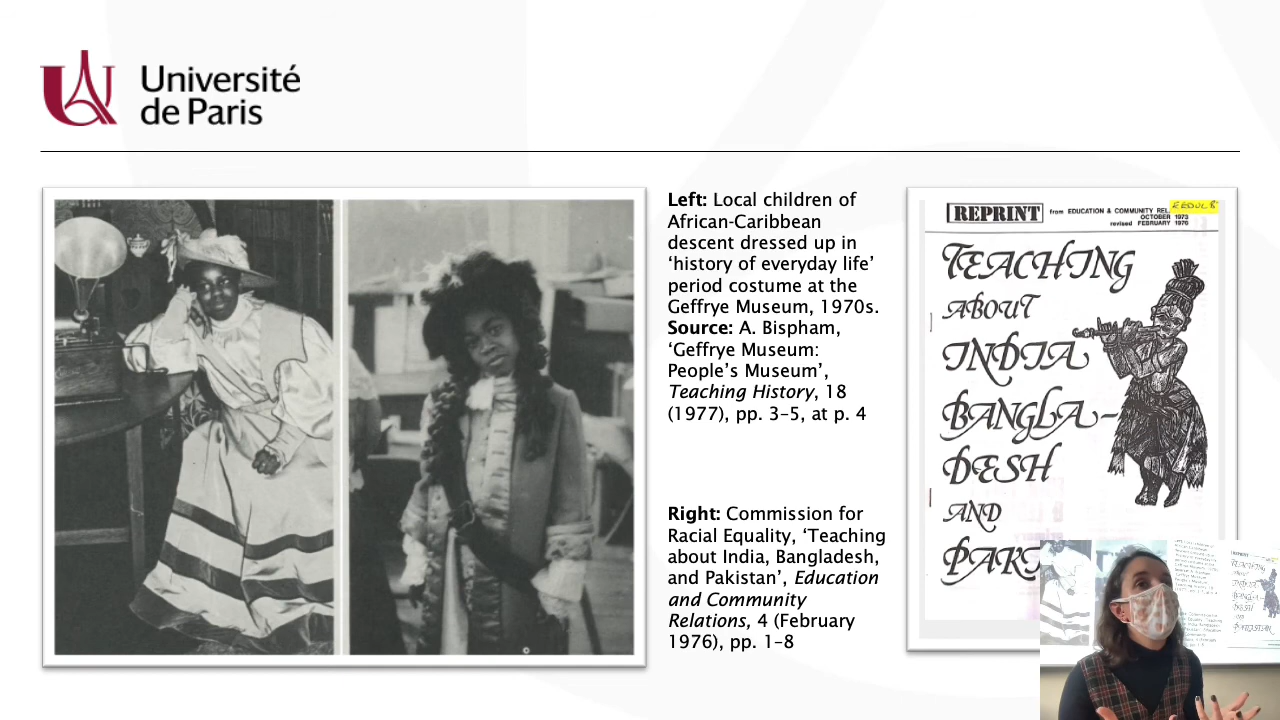 Université
de Paris
Left: Local children of
African-Caribbean
descent dressed up in
‘history of everyday life’
period costume at the
Geffrye Museum, 1970s.
Source: A. Bispham,
‘Geffrye Museum:
People’s Museum’,
Teaching History, 18
(1977), pp. 3–5, at p. 4
Right: Commission for
Racial Equality, ‘Teaching
about India, Bangladesh,
and Pakistan’, Education
and Community
Relations, 4 (February
1976), pp. 1–8
REPRINT
from EDUCATION & COMMUNITY REL
OCTOBER 1973
revised FEBRUARY 1976
TEACHING
ABOUT
INDIA
BANGLA-
DESH
AND
PAK